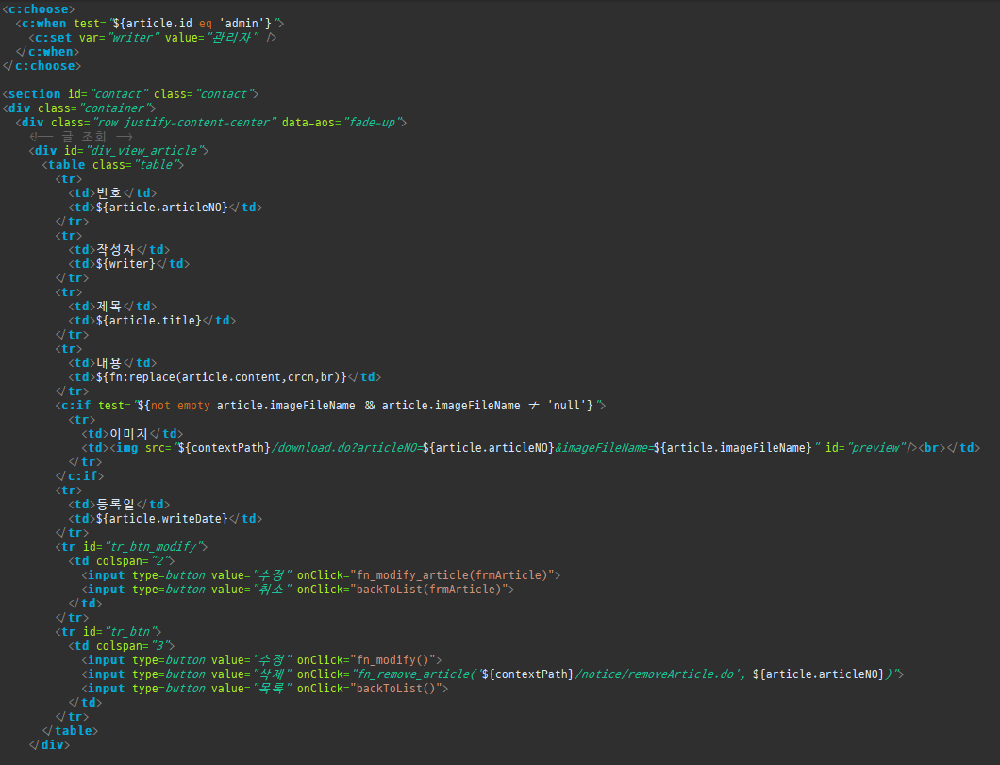 <c:choose>
<c:when test="${article.id eq 'admin'}">
<c:set var="writer" value="관리자" />
</c:when>
</c:choose>
<section id="contact" class="contact">
<div class="container">
<div class="row justify-content-center" data-aos="fade-up">
<!-- 글 조회 -->
<div id="div_view_article">
<table class="table">
<tr>
<td>번호</td>
<td>${article.articleNO}</td>
</tr>
<tr>
<td>작성자</td>
<td>${writer}</td>
</tr>
<tr>
<td>제목</td>
<td>${article.title}</td>
</tr>
<tr>
<td>내용</td>
<td>${fn:replace(article.content,crcn,br)}</td>
</tr>
<c:if test="${not empty article.imageFileName && article.imageFileName != 'null'}">
<tr>
<td>이미지</td>
<td><img src="${contextPath}/download.do?articleNO=${article.articleNO}&imageFileName=${article.imageFileName}" id="preview"/><br></td>
</tr>
</c:if>
<tr>
<td>등록일</td>
<td>${article.writeDate}</td>
</tr>
<tr id="tr_btn_modify">
<td colspan="2">
<input type=button value="수정" onClick="fn_modify_article(frmArticle)">
<input type=button value="취소" onClick="backToList(frmArticle)">
</td>
</tr>
<tr id="tr_btn">
<td colspan="3">
<input type=button value="수정" onClick="fn_modify()">
<input type=button value="삭제" onClick="fn_remove_article('${contextPath}/notice/removeArticle.do', ${article.articleNO})">
<input type=button value="목록" onClick="backToList()">
</td>
</tr>
</table>
</div>